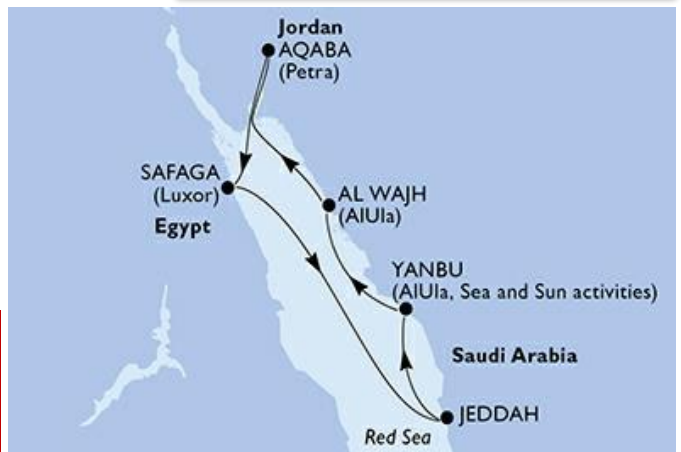 Jordan
AQABA
(Petra)
SAFAGA
(Luxor)
Egypt
AL WAJH
(AlUla)
YANBU
(AlUla, Sea and Sun activities)
Saudi Arabia
JEDDAH
Red Sea